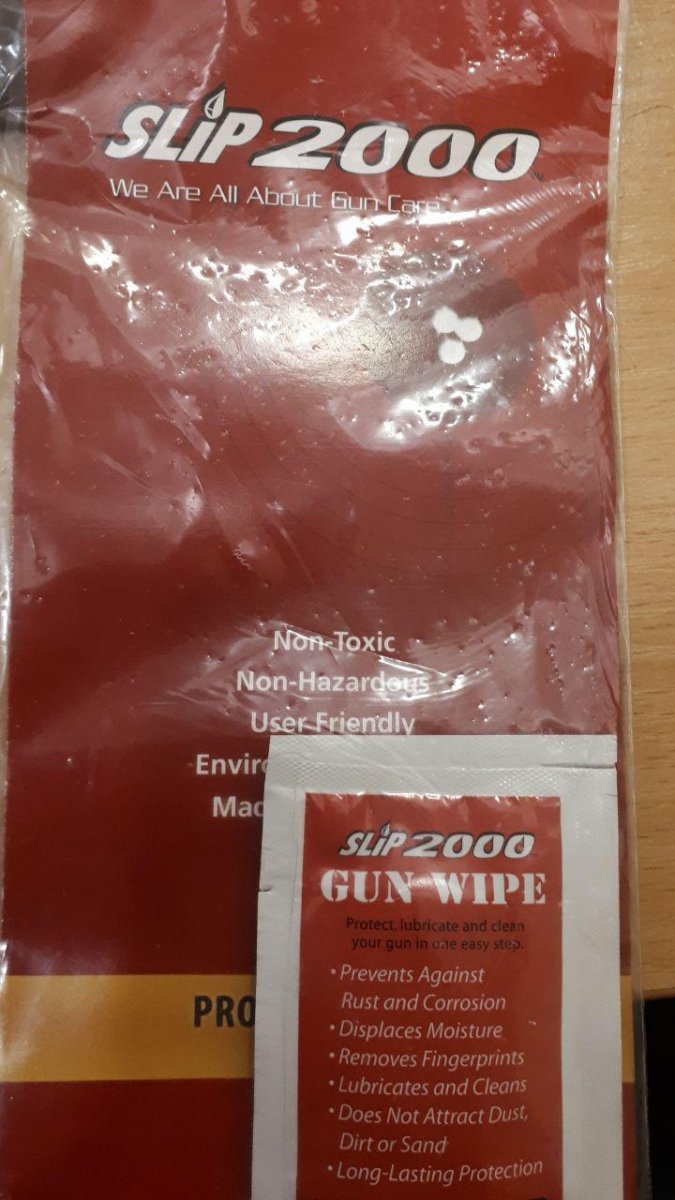 SLiP 2000
We Are All About Gun Care
Non-Toxic
Non-Hazardous
User Friendly
SLiP 2000
GUN WIPE
Protect, lubricate and clean
your gun in one easy step.
• Prevents Against
Rust and Corrosion
• Displaces Moisture
• Removes Fingerprints
• Lubricates and Cleans
• Does Not Attract Dust,
Dirt or Sand
• Long-Lasting Protection